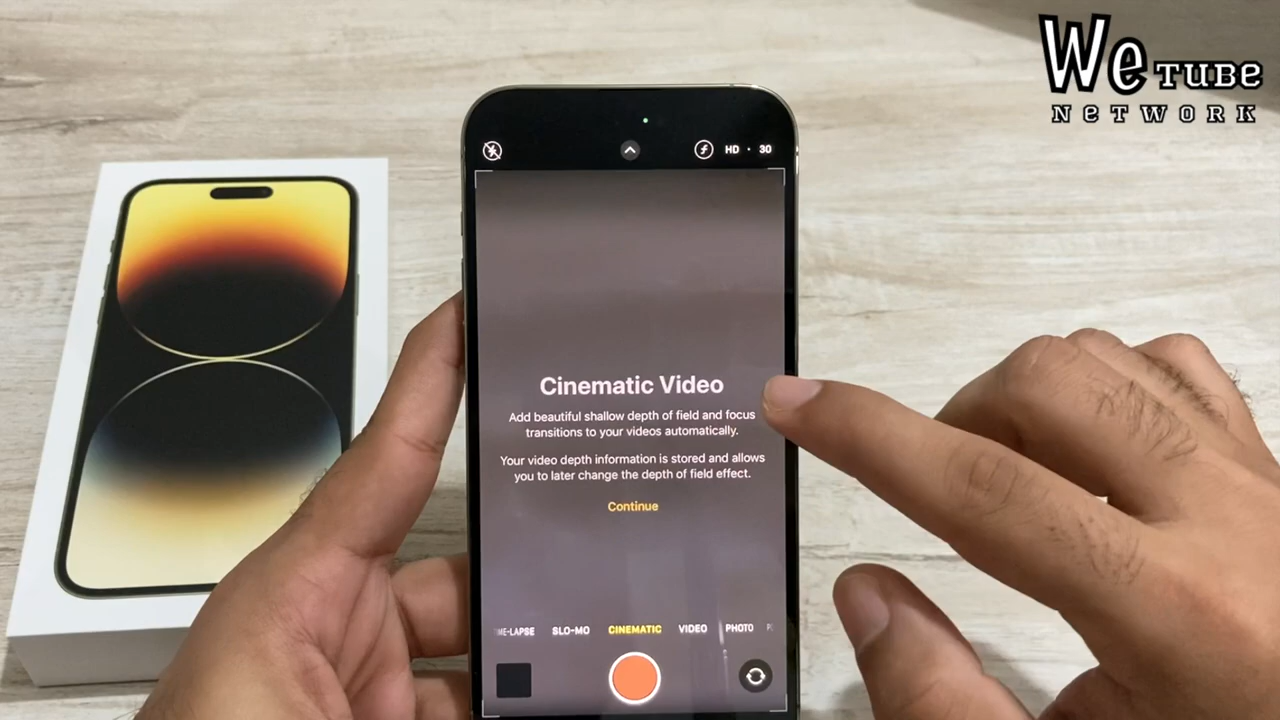 We TUBE
NETWORK
HD · 30
Cinematic Video
Add beautiful shallow depth of field and focus
transitions to your videos automatically.
Your video depth information is stored and allows
you to later change the depth of field effect.
Continue
ME-LAPSE SLO-MO CINEMATIC VIDEO PHOTO